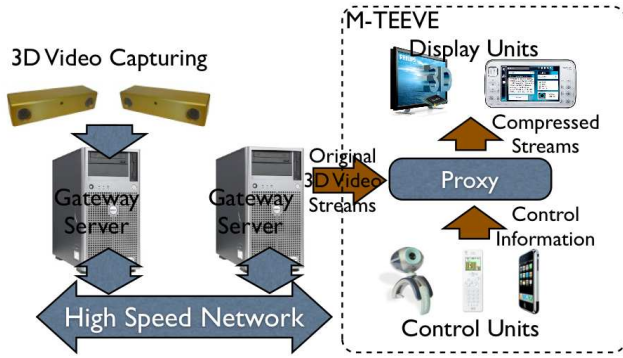 M-TEEVE
3D Video Capturing
Display Units
Compressed
Streams
Original
3D Video
Streams
Proxy
Gateway
Server
Gateway
Server
Control
Information
High Speed Network
Control Units